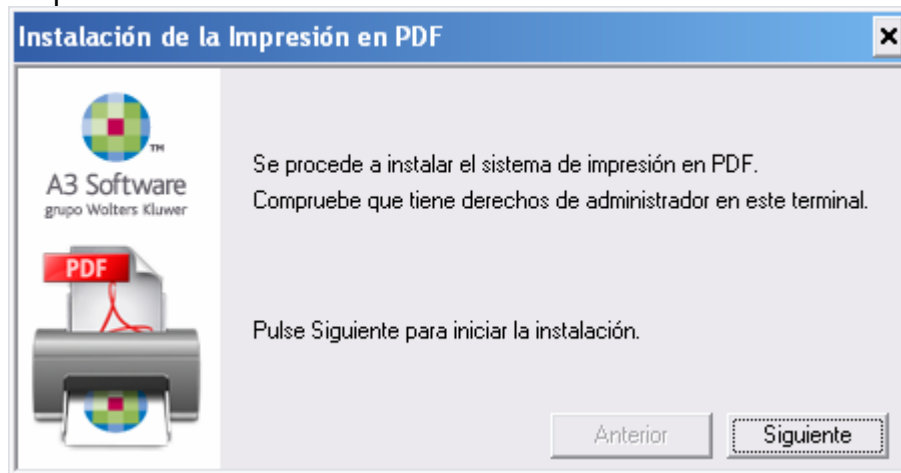 Instalación de la Impresión en PDF
TM
A3 Software
grupo Wolters Kluwer
Se procede a instalar el sistema de impresión en PDF.
Compruebe que tiene derechos de administrador en este terminal.
PDF
Pulse Siguiente para iniciar la instalación.
Anterior
Siguiente